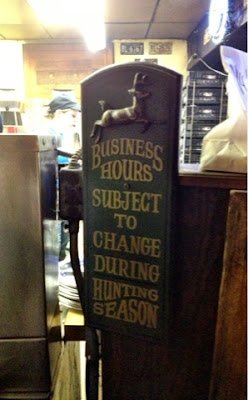 BUSINESS
HOURS
SUBJECT
TO
CHANGE
DURING
HUNTING
SEASON